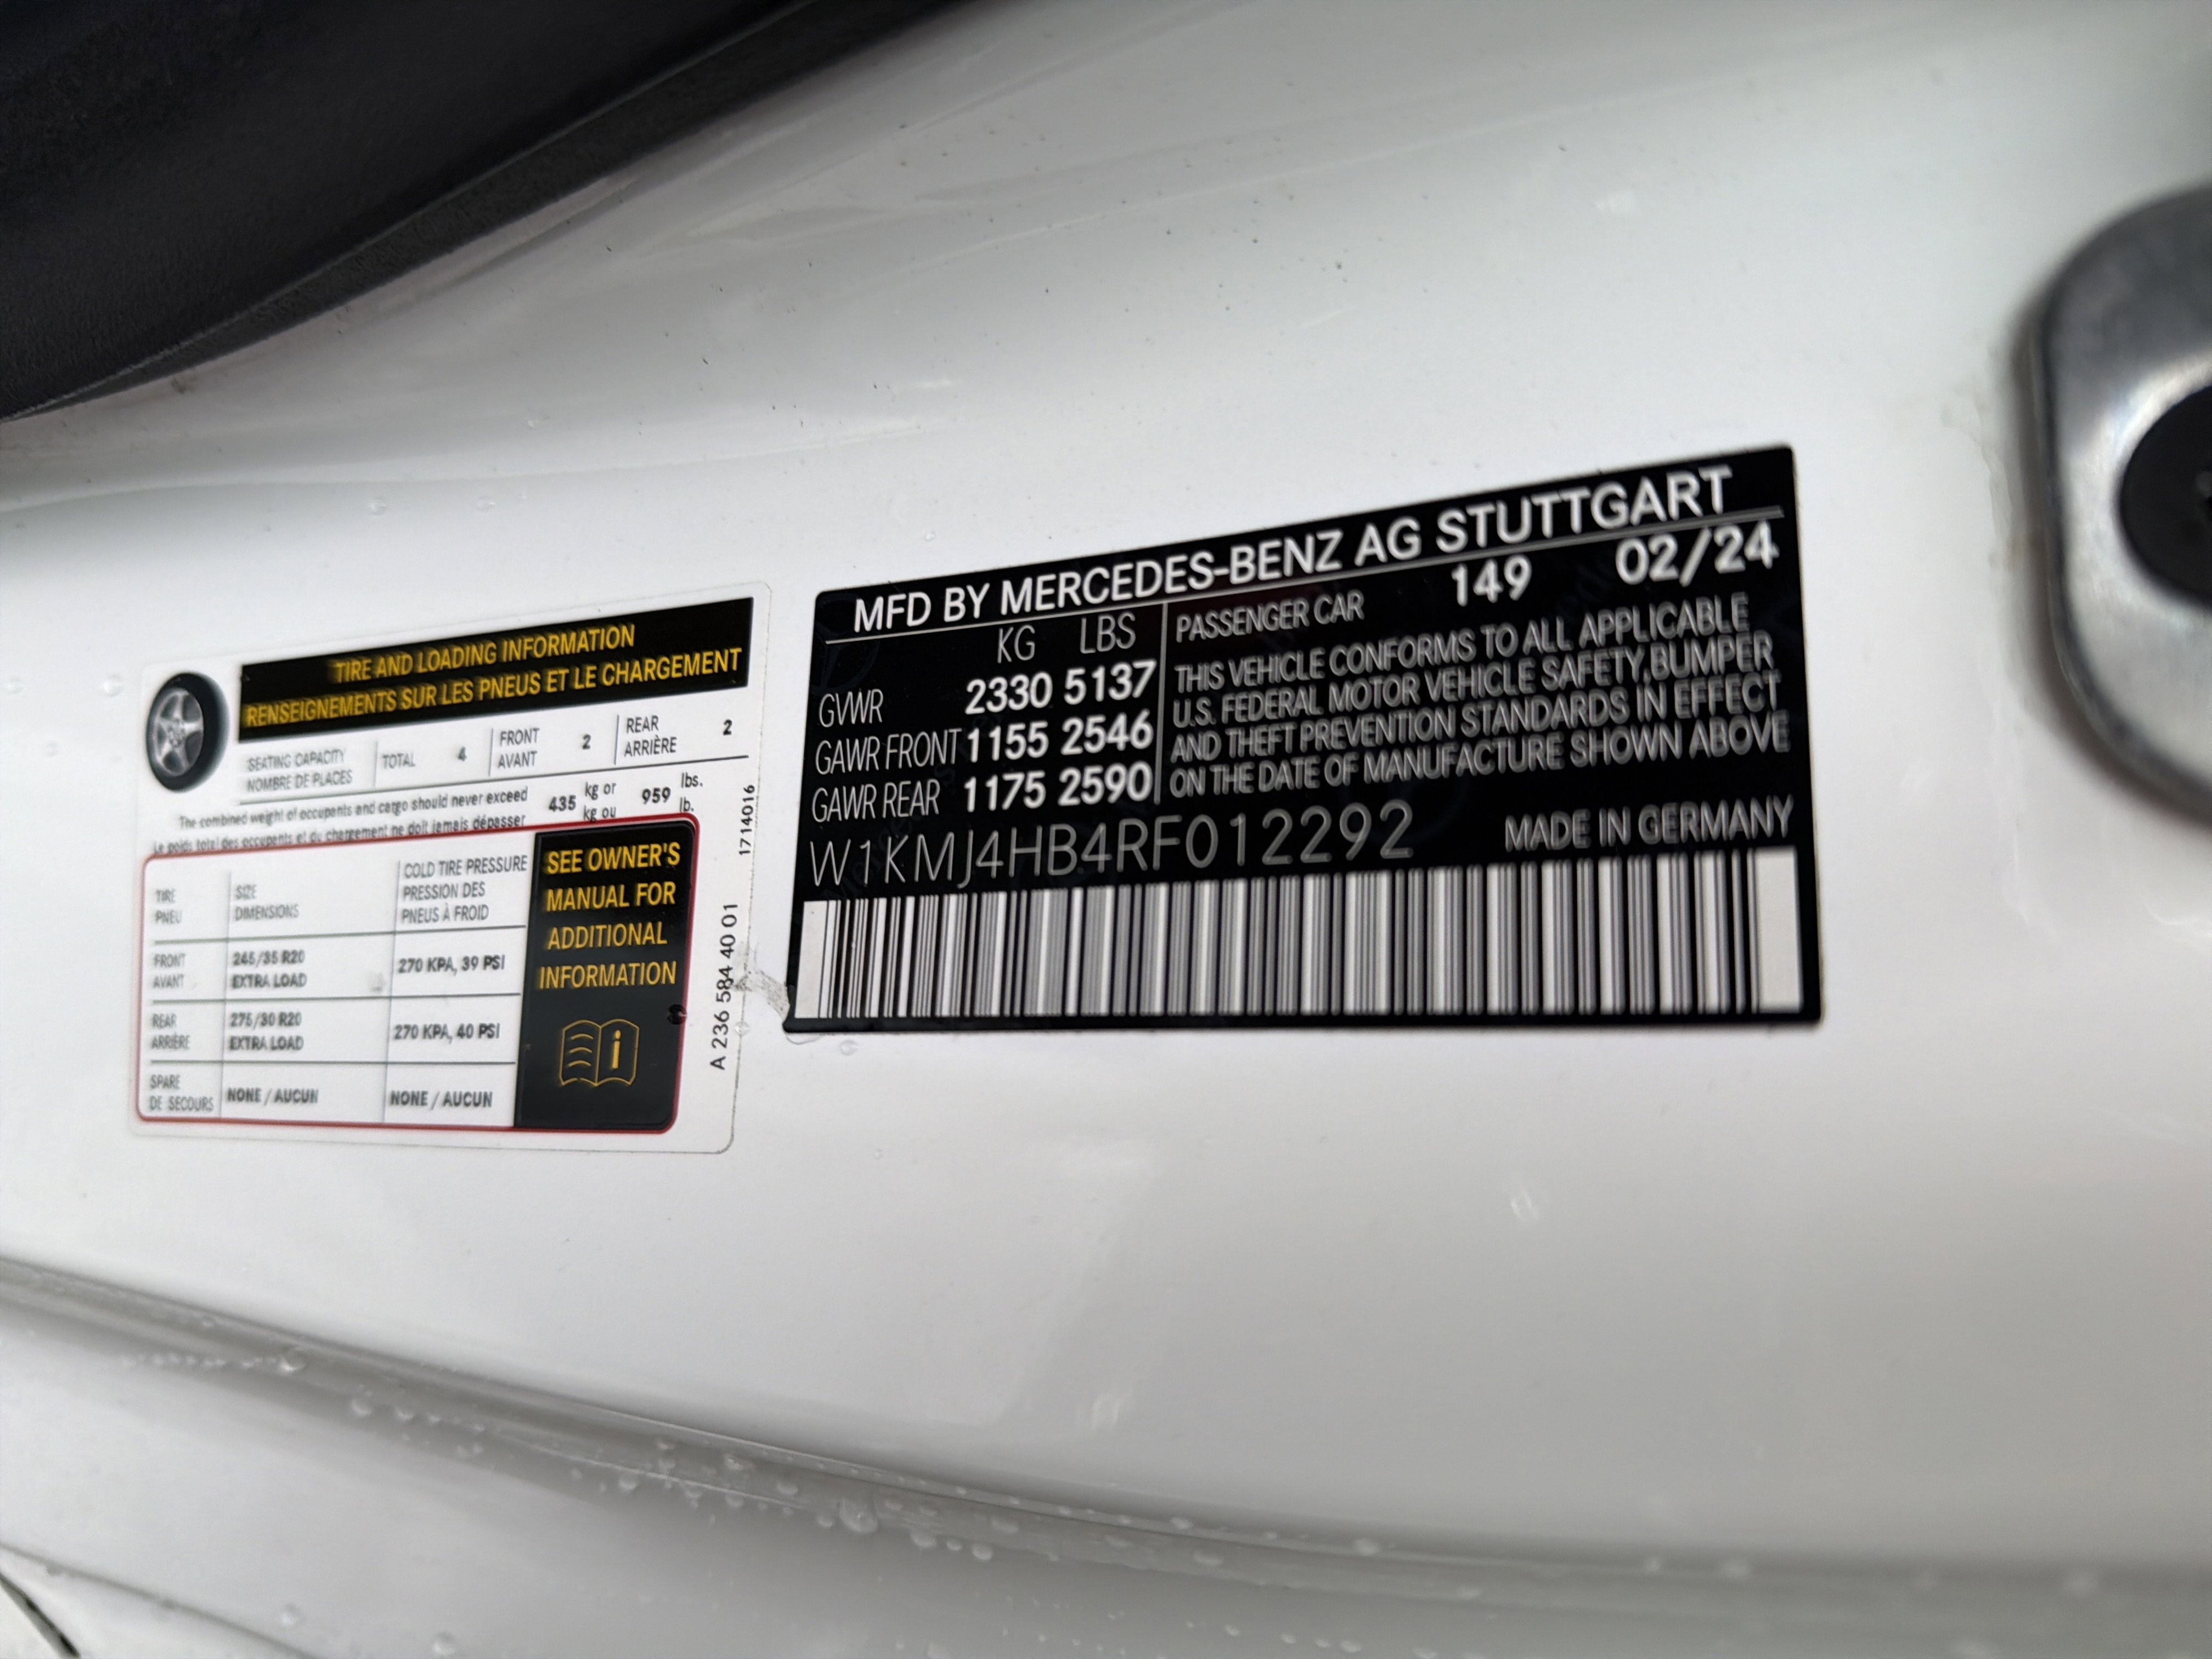 TIRE AND LOADING INFORMATION
RENSEIGNEMENTS SUR LES PNEUS ET LE CHARGEMENT
SEATING CAPACITY
NOMBRE DE PLACES
TOTAL 4
FRONT
AVANT
2
REAR
ARRIÈRE
2
The combined weight of occupants and cargo should never exceed 435 kg or 959 lbs.
Le poids total des occupants et du chargement ne doit jamais dépasser kg ou lb.
TIRE
PNEU
SIZE
DIMENSIONS
COLD TIRE PRESSURE
PRESSION DES
PNEUS À FROID
FRONT
AVANT
245/35 R20
EXTRA LOAD
270 KPA, 39 PSI
REAR
ARRIÈRE
275/30 R20
EXTRA LOAD
270 KPA, 40 PSI
SPARE
DE SECOURS
NONE / AUCUN
NONE / AUCUN
SEE OWNER'S
MANUAL FOR
ADDITIONAL
INFORMATION
i
A 236 584 40 01 1714016
MFD BY MERCEDES-BENZ AG STUTTGART
KG LBS
GVWR 2330 5137
GAWR FRONT 1155 2546
GAWR REAR 1175 2590
PASSENGER CAR 149 02/24
THIS VEHICLE CONFORMS TO ALL APPLICABLE
U.S. FEDERAL MOTOR VEHICLE SAFETY,BUMPER
AND THEFT PREVENTION STANDARDS IN EFFECT
ON THE DATE OF MANUFACTURE SHOWN ABOVE
W1KMJ4HB4RF012292 MADE IN GERMANY